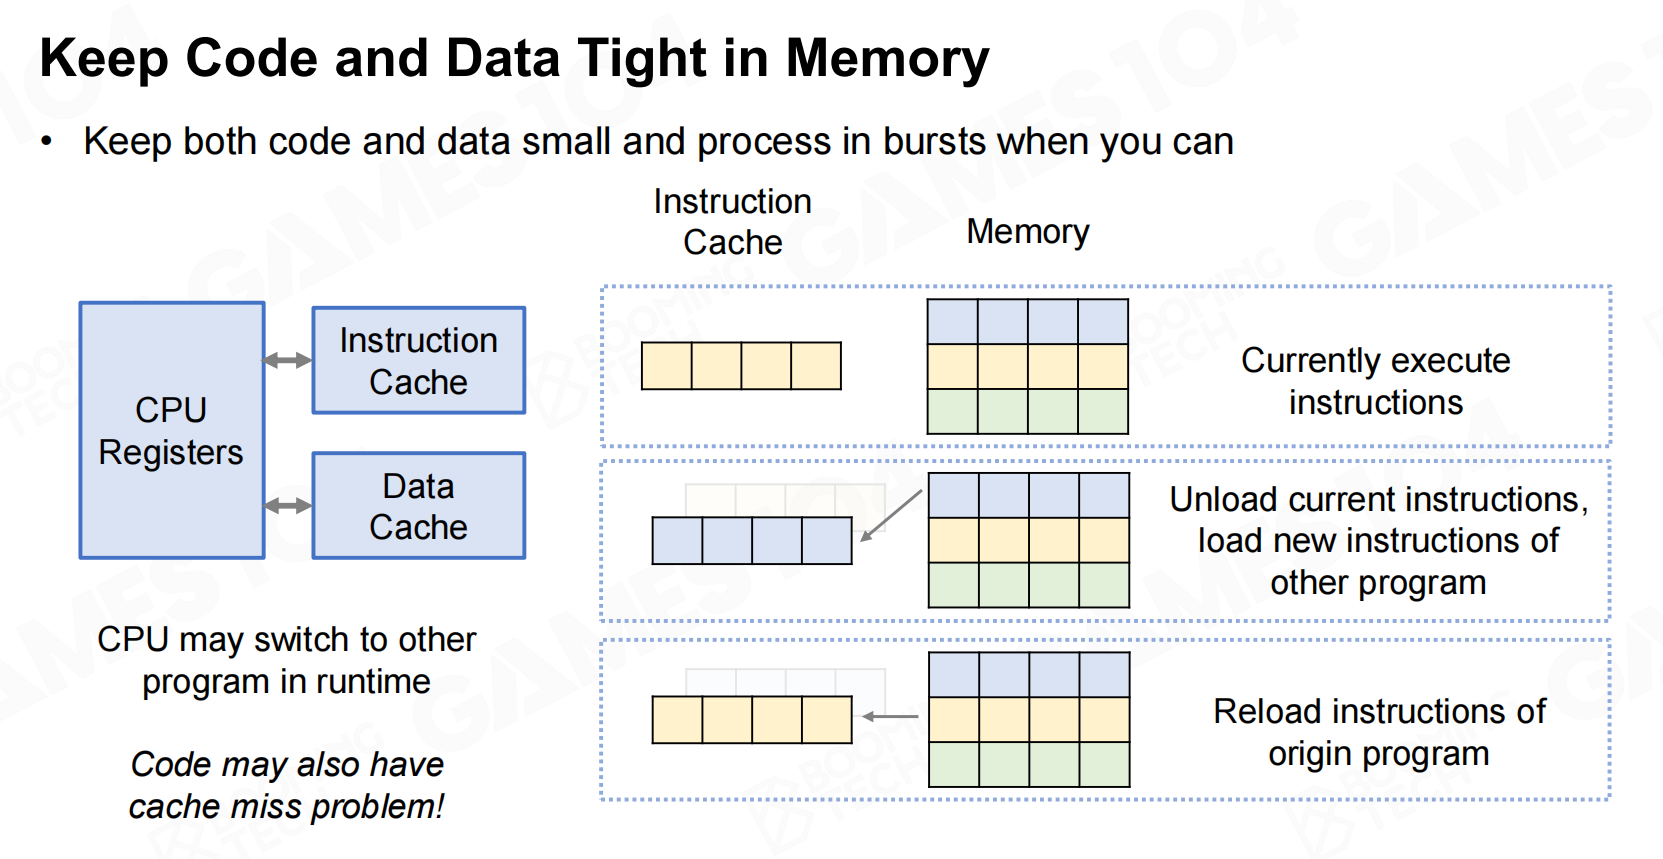 Keep Code and Data Tight in Memory
• Keep both code and data small and process in bursts when you can
Instruction
Cache
Memory
CPU
Registers
Instruction
Cache
Data
Cache
CPU may switch to other
program in runtime
Code may also have
cache miss problem!
Currently execute
instructions
Unload current instructions,
load new instructions of
other program
Reload instructions of
origin program
GAMES104
BOOMING
TECH